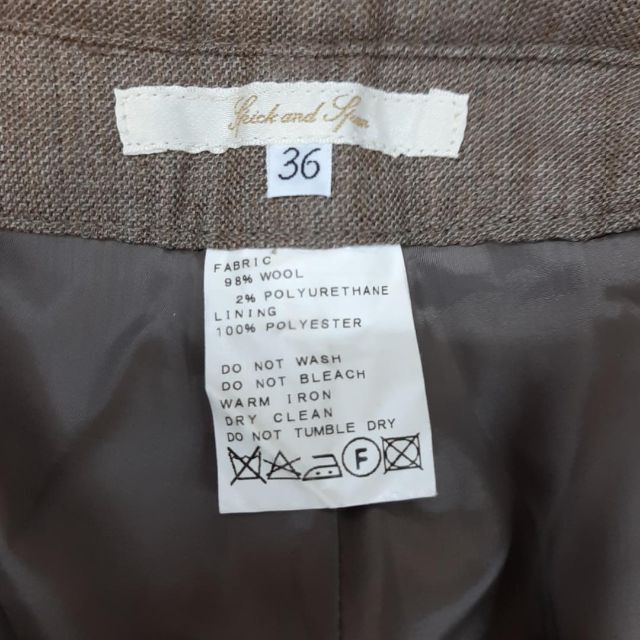 Spick and Span
36
FABRIC
98% WOOL
2% POLYURETHANE
LINING
100% POLYESTER
DO NOT WASH
DO NOT BLEACH
WARM IRON
DRY CLEAN
DO NOT TUMBLE DRY
F